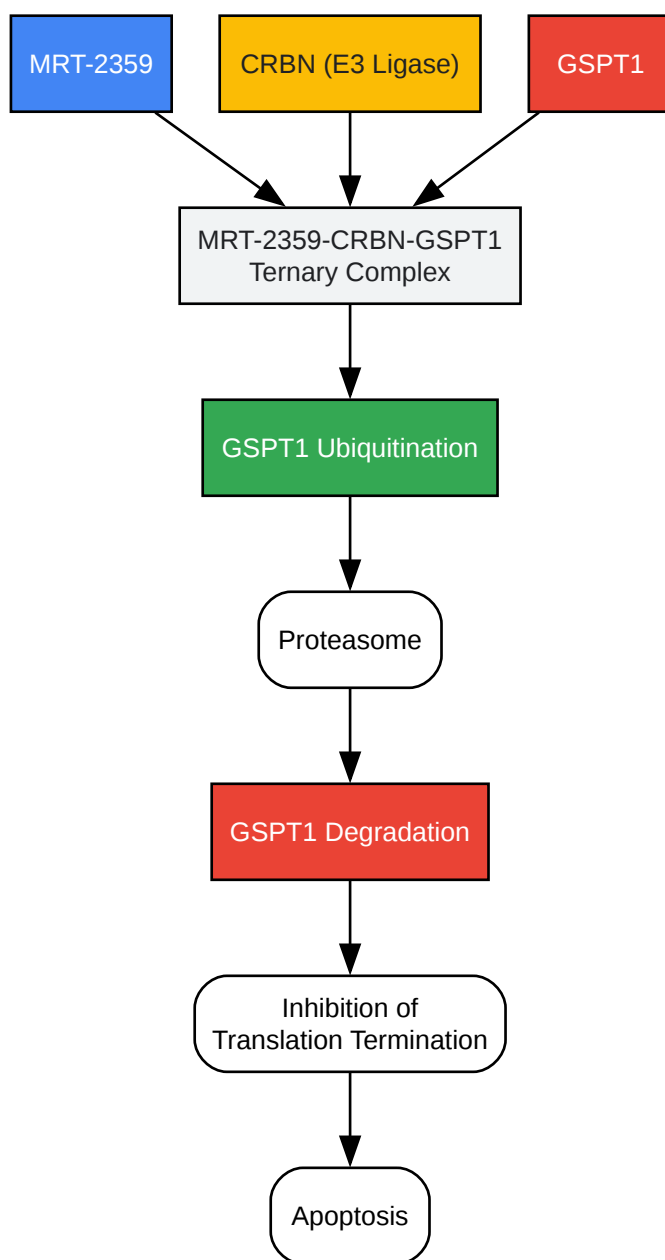 MRT-2359
CRBN (E3 Ligase)
GSPT1
MRT-2359-CRBN-GSPT1
Ternary Complex
GSPT1 Ubiquitination
Proteasome
GSPT1 Degradation
Inhibition of
Translation Termination
Apoptosis